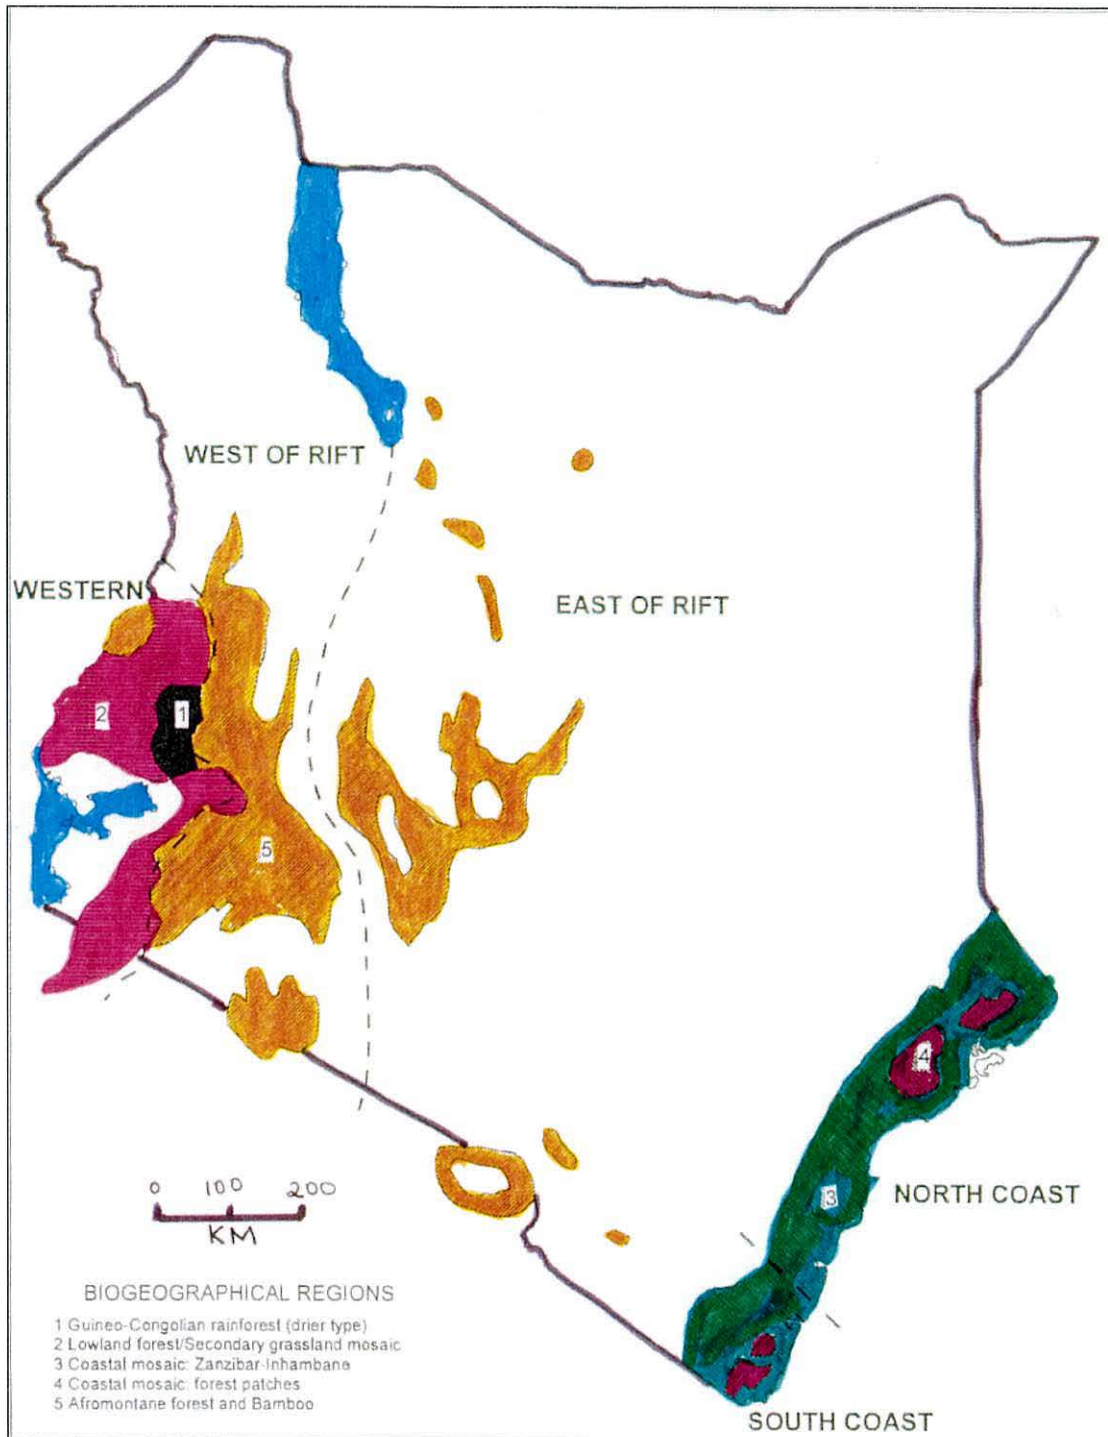 WEST OF RIFT
WESTERN
EAST OF RIFT
2
1
5
4
3
NORTH COAST
0 100 200
KM
BIOGEOGRAPHICAL REGIONS
1 Guineo-Congolian rainforest (drier type)
2 Lowland forest/Secondary grassland mosaic
3 Coastal mosaic: Zanzibar-Inhambane
4 Coastal mosaic: forest patches
5 Afromontane forest and Bamboo
SOUTH COAST